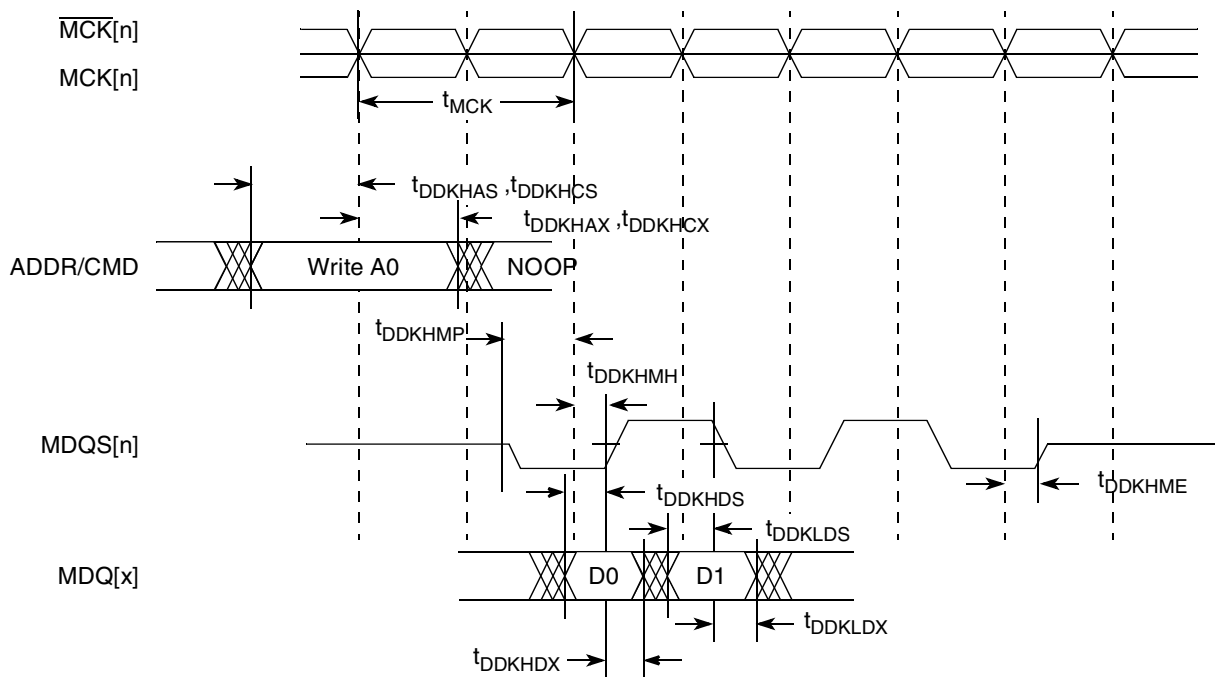 MCK[n]
MCK[n]
tMCK
tDDKHAS ,tDDKHCS
tDDKHAX ,tDDKHCX
ADDR/CMD Write A0 NOOP
tDDKHMP
tDDKHMH
MDQS[n]
tDDKHME
tDDKHDS
tDDKLDS
MDQ[x] D0 D1
tDDKLDX
tDDKHDX